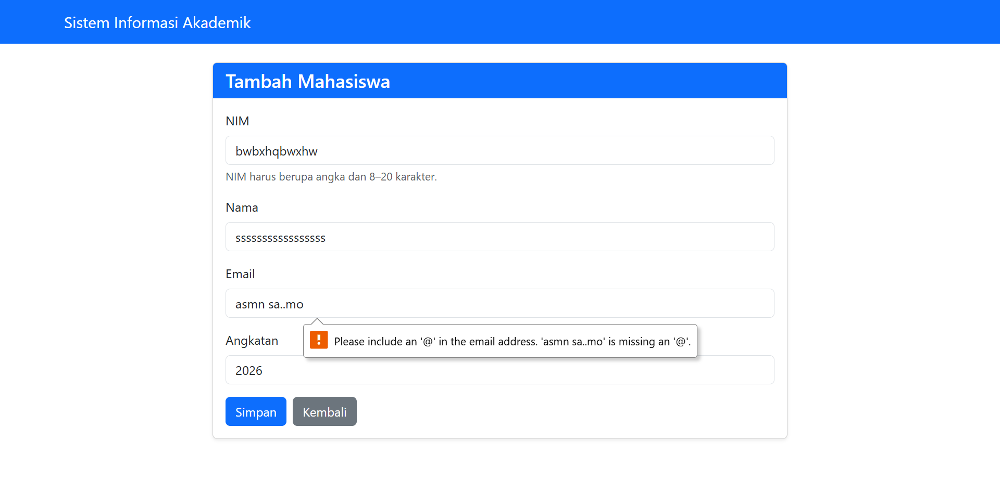 Sistem Informasi Akademik
Tambah Mahasiswa
NIM
bwbxhqbwxhw
NIM harus berupa angka dan 8–20 karakter.
Nama
sssssssssssssssss
Email
asmn sa..mo
Please include an '@' in the email address. 'asmn sa..mo' is missing an '@'.
Angkatan
2026
Simpan
Kembali